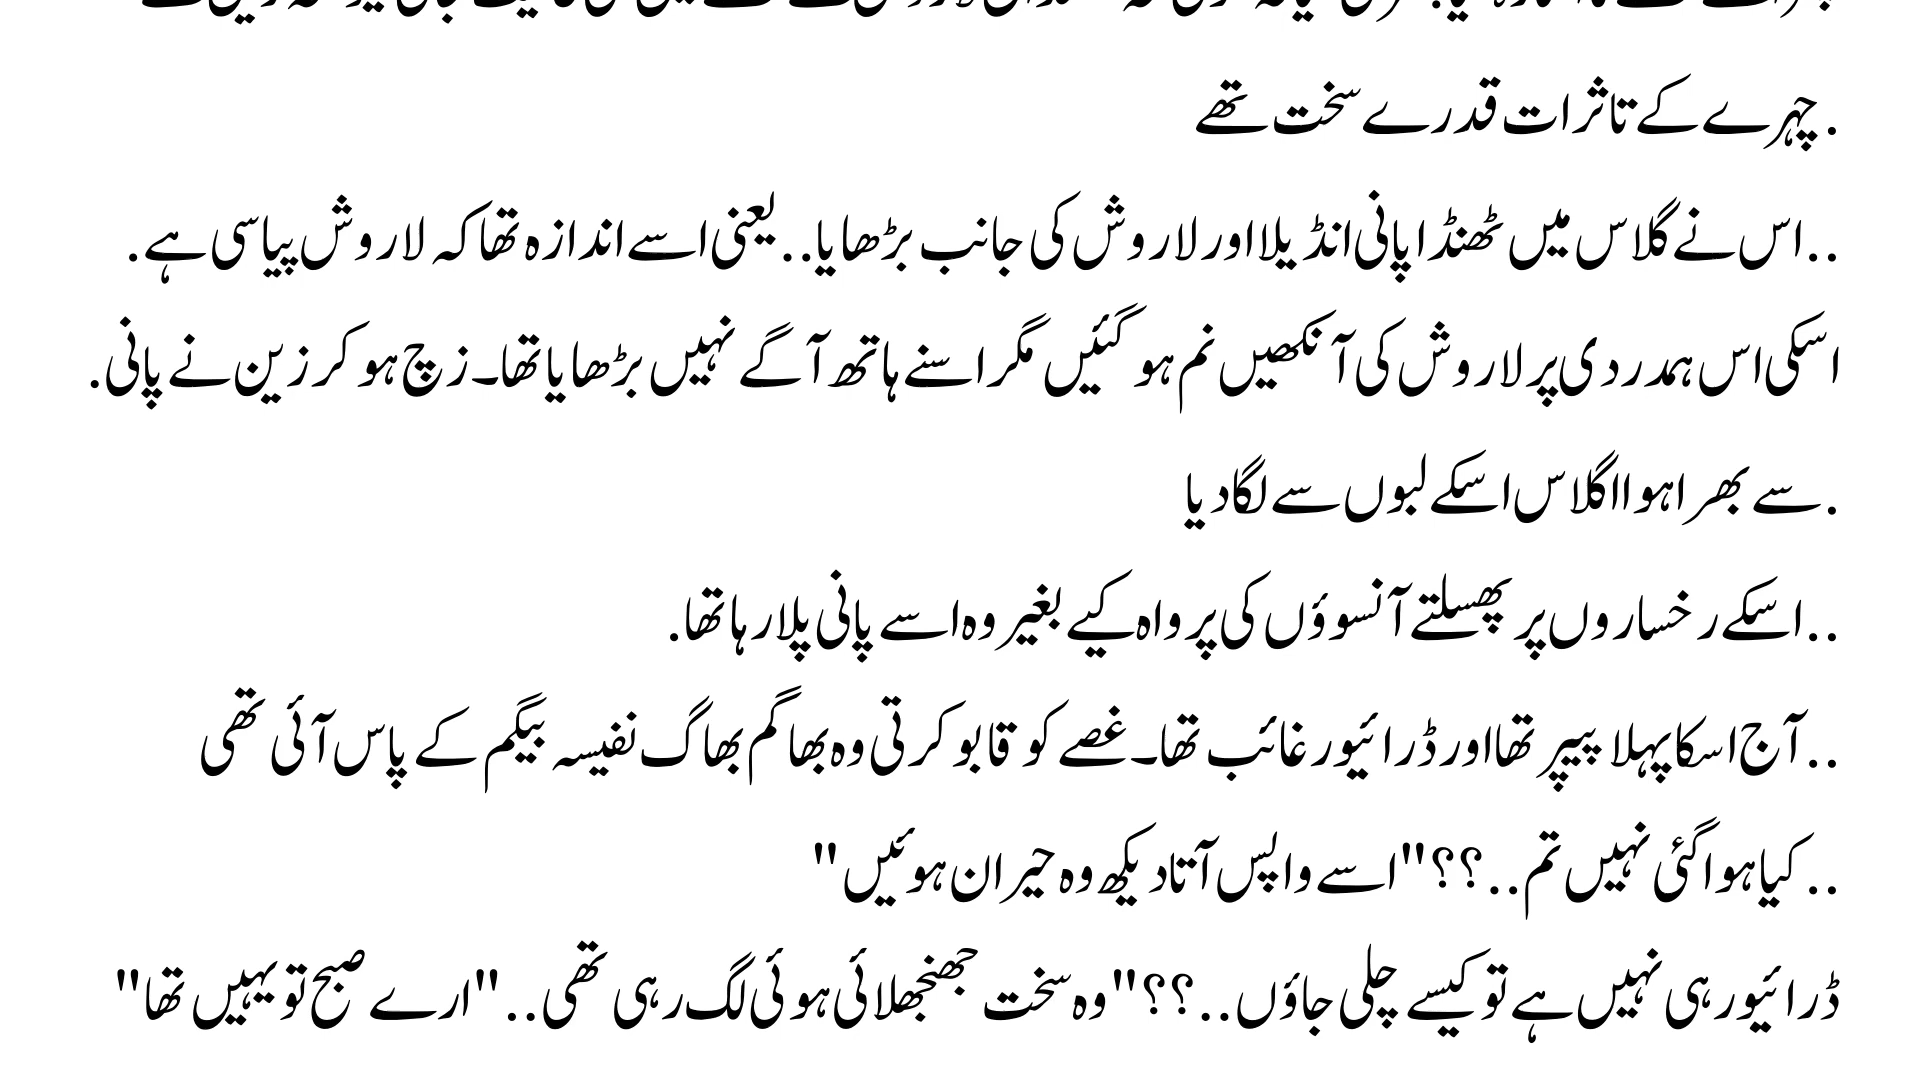 . چہرے کے تاثرات قدرے سخت تھے
..اس نے گلاس میں ٹھنڈا پانی انڈیلا اور لاروش کی جانب بڑھایا..یعنی اسے اندازہ تھا کہ لاروش پیاسی ہے.
اسکی اس ہمدردی پر لاروش کی آنکھیں نم ہو گئیں مگر اسنے ہاتھ آگے نہیں بڑھایا تھا۔زچ ہو کر زین نے پانی.
.سے بھرا ہواا گلاس اسکے لبوں سے لگا دیا
..اسکے رخساروں پر پھسلتے آنسوؤں کی پرواہ کیے بغیر وہ اسے پانی پلا رہا تھا.
..آج اسکا پہلا پیپر تھا اور ڈرائیور غائب تھا۔غصے کو قابو کرتی وہ بھاگم بھاگ نفیسہ بیگم کے پاس آئی تھی
.. کیا ہوا گئی نہیں تم..؟؟"اسے واپس آتا دیکھ وہ حیران ہوئیں"
ڈرائیور ہی نہیں ہے تو کیسے چلی جاؤں..؟؟"وہ سخت جھنجھلائی ہوئی لگ رہی تھی.."ارے صبح تو یہیں تھا"